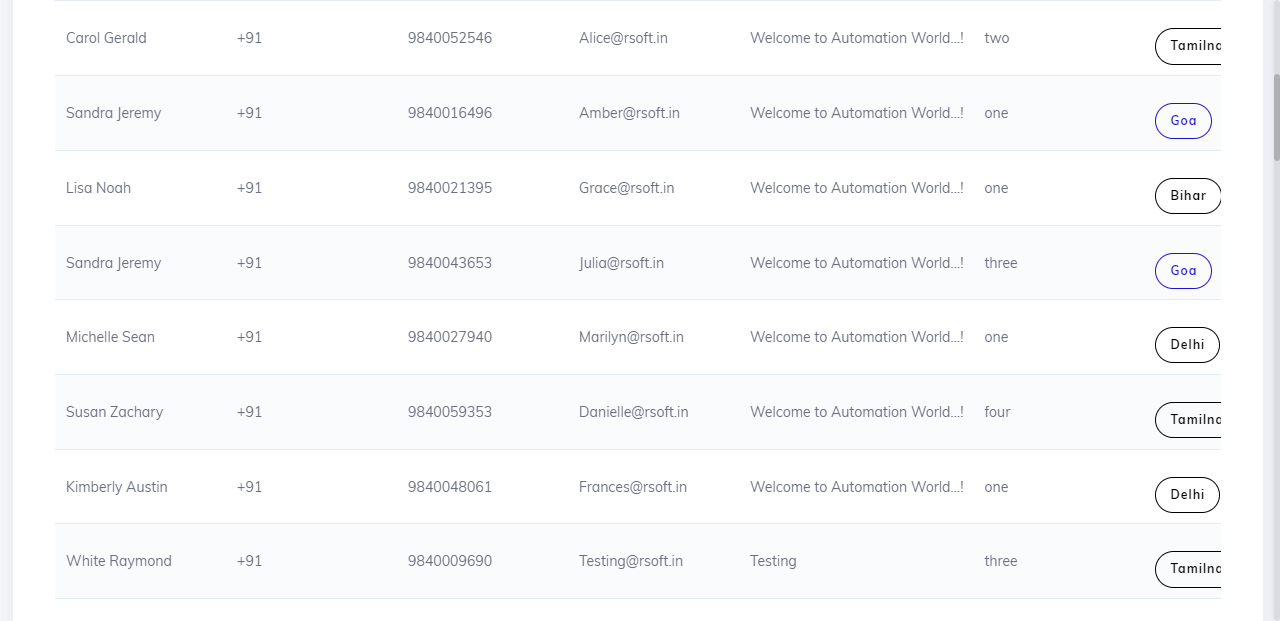 Carol Gerald +91 9840052546 Alice@rsoft.in Welcome to Automation World...! two Tamilna
Sandra Jeremy +91 9840016496 Amber@rsoft.in Welcome to Automation World...! one Goa
Lisa Noah +91 9840021395 Grace@rsoft.in Welcome to Automation World...! one Bihar
Sandra Jeremy +91 9840043653 Julia@rsoft.in Welcome to Automation World...! three Goa
Michelle Sean +91 9840027940 Marilyn@rsoft.in Welcome to Automation World...! one Delhi
Susan Zachary +91 9840059353 Danielle@rsoft.in Welcome to Automation World...! four Tamilna
Kimberly Austin +91 9840048061 Frances@rsoft.in Welcome to Automation World...! one Delhi
White Raymond +91 9840009690 Testing@rsoft.in Testing three Tamilna